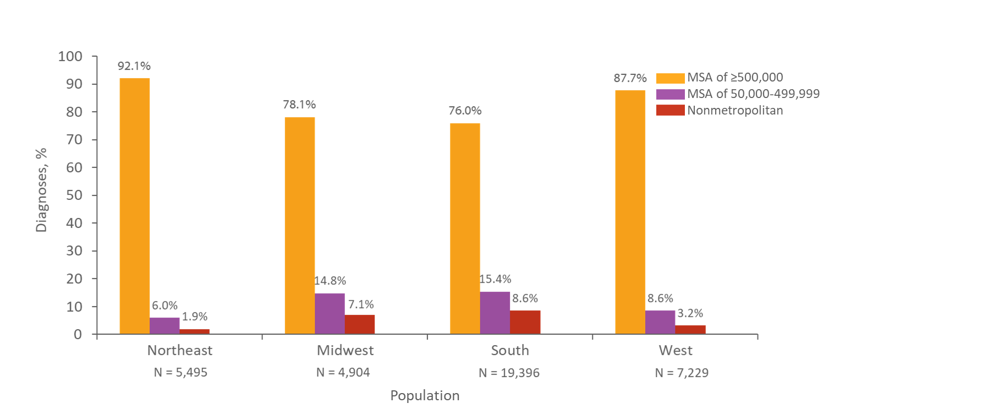 100
90
80
70
60
50
40
30
20
10
0
Diagnoses, %
92.1%
6.0%
1.9%
78.1%
14.8%
7.1%
76.0%
15.4%
8.6%
87.7%
8.6%
3.2%
MSA of ≥500,000
MSA of 50,000-499,999
Nonmetropolitan
Northeast
Midwest
South
West
N = 5,495
N = 4,904
N = 19,396
N = 7,229
Population